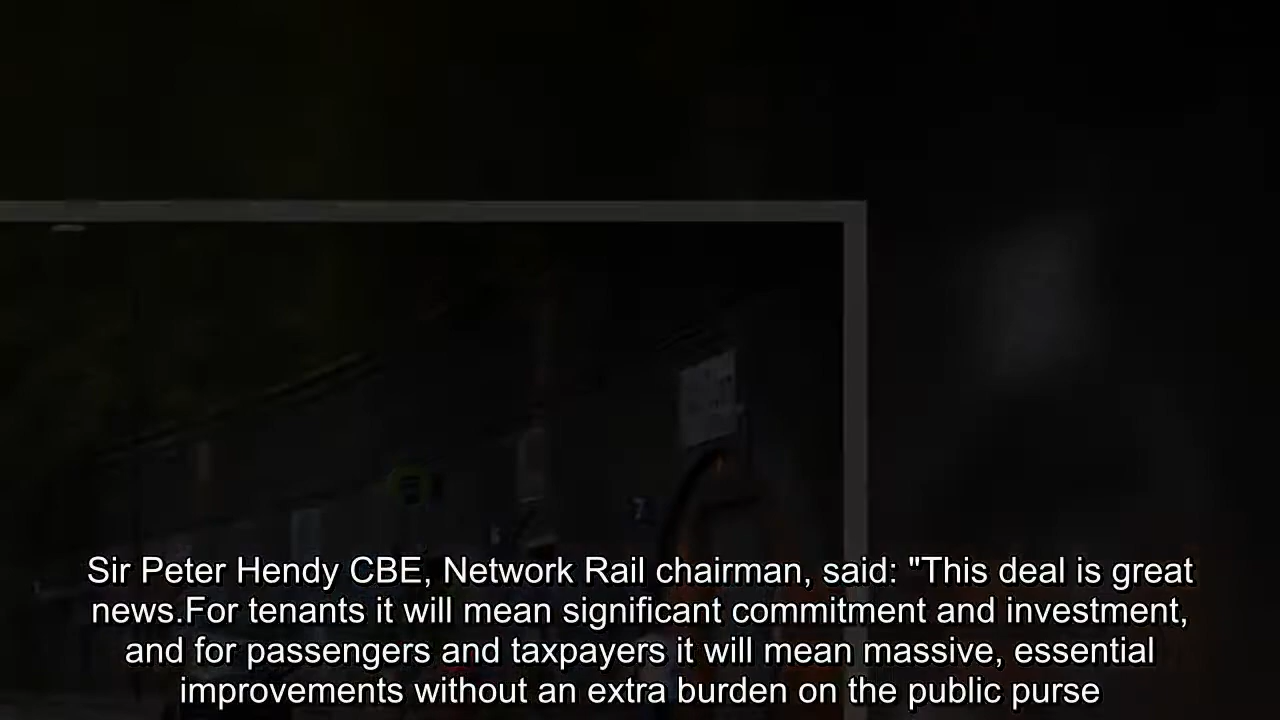 Sir Peter Hendy CBE, Network Rail chairman, said: "This deal is great
news.For tenants it will mean significant commitment and investment,
and for passengers and taxpayers it will mean massive, essential
improvements without an extra burden on the public purse